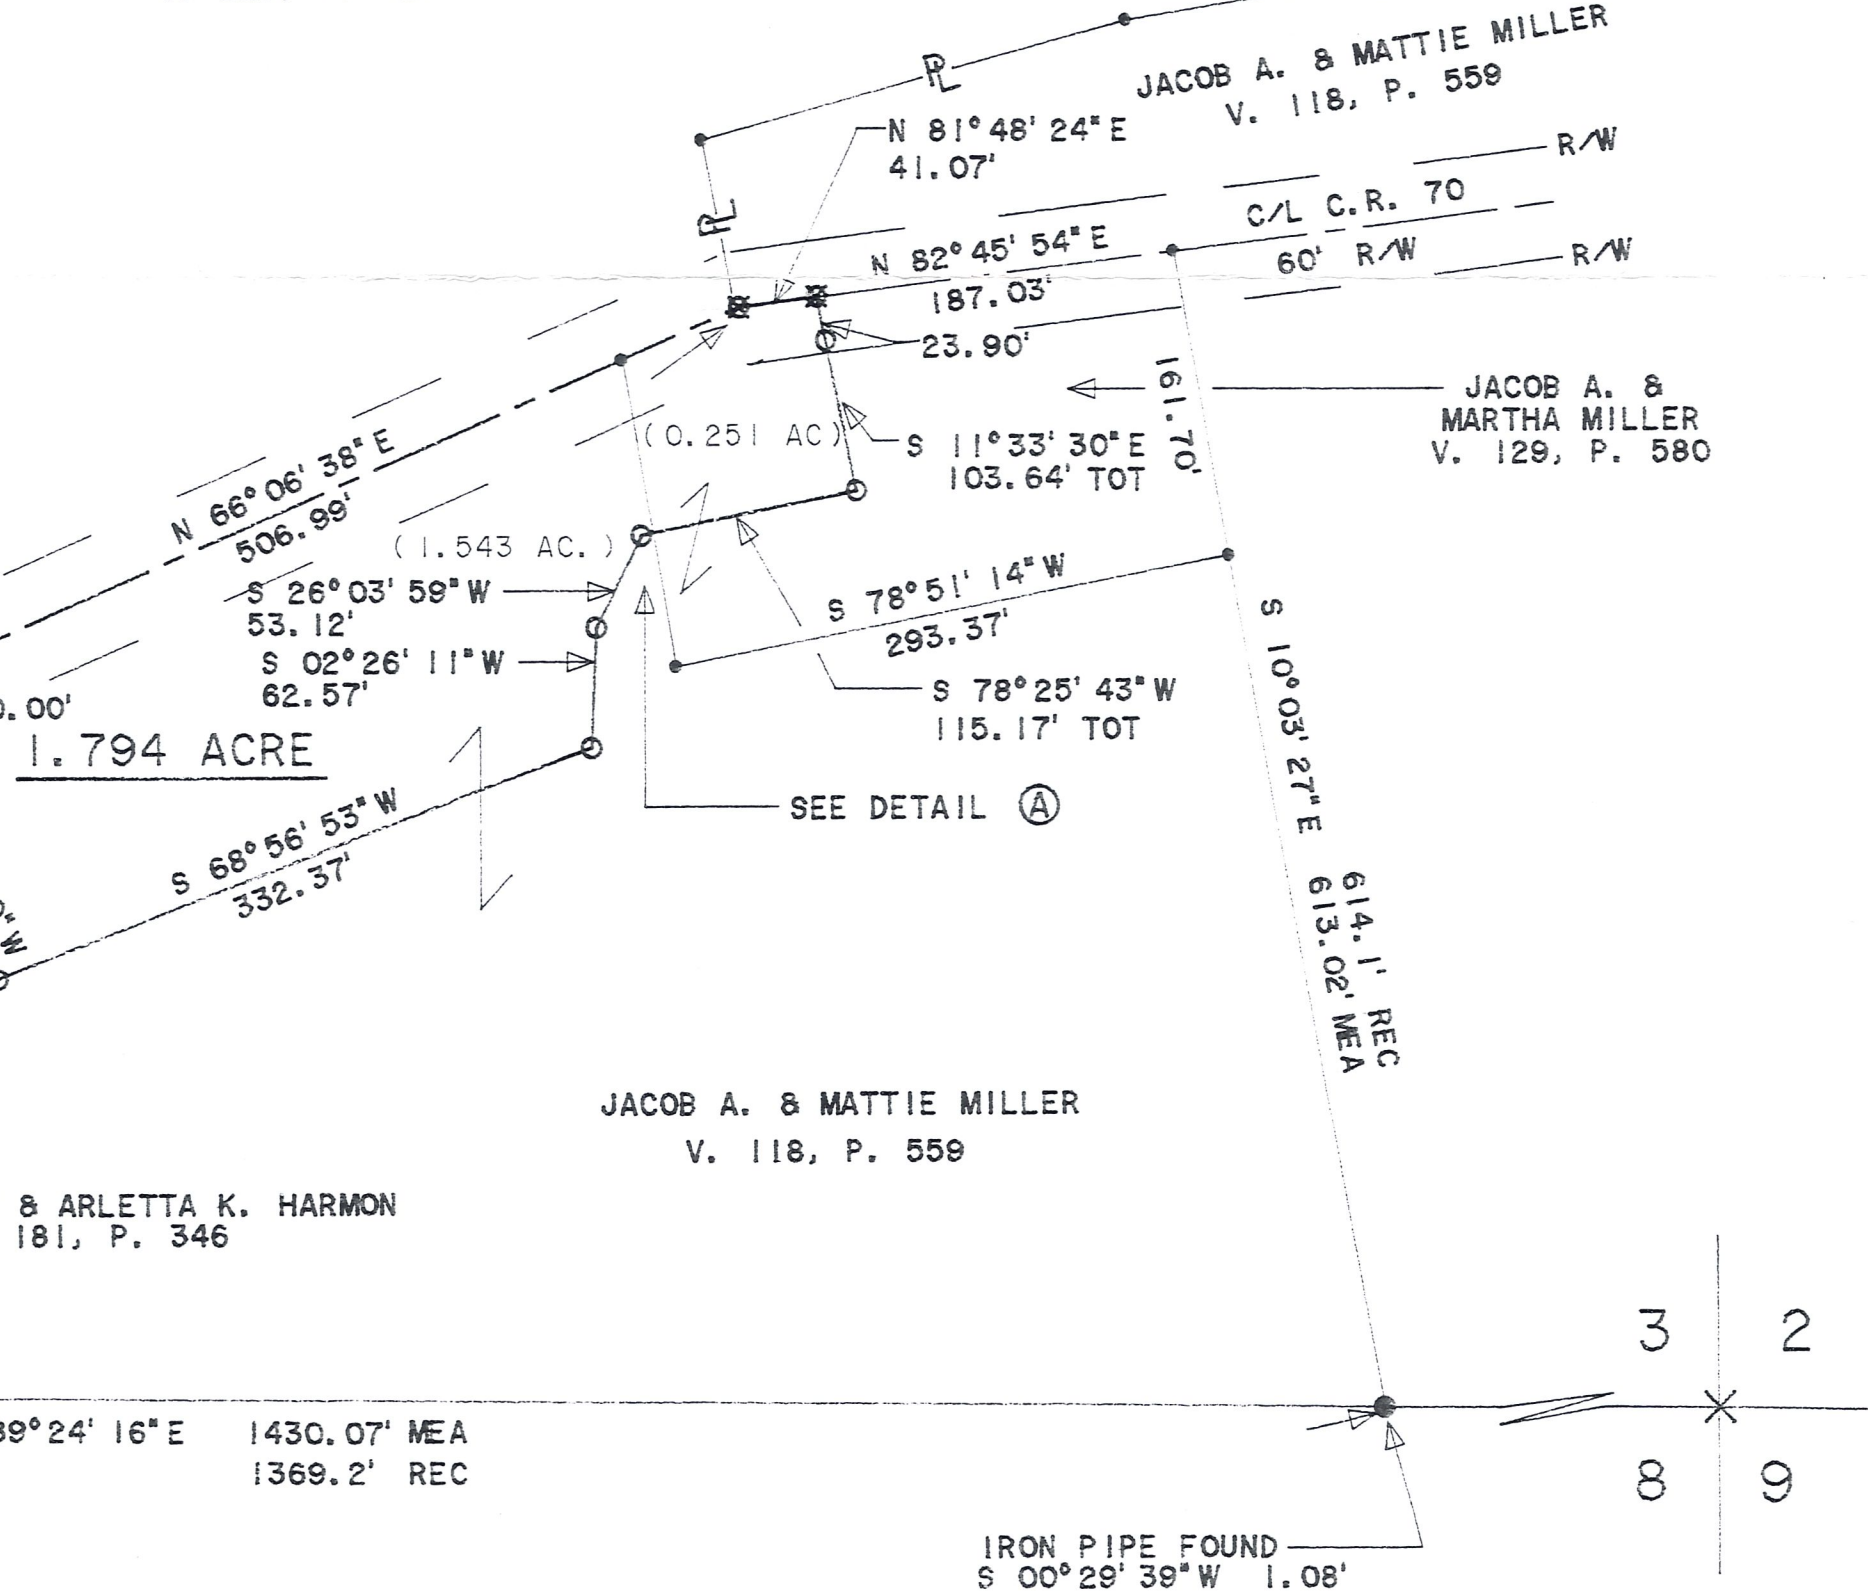 JACOB A. & MATTIE MILLER
V. 118, P. 559
PL
N 81°48'24"E
41.07'
R/W
PL
C/L C.R. 70
N 82°45'54"E
60' R/W
R/W
187.03'
23.90'
161.70'
JACOB A. &
MARTHA MILLER
V. 129, P. 580
(0.251 AC)
S 11°33'30"E
103.64' TOT
N 66°06'38"E
506.99'
(1.543 AC.)
S 26°03'59"W
53.12'
S 78°51'14"W
293.37'
S 02°26'11"W
62.57'
S 78°25'43"W
115.17' TOT
.00'
1.794 ACRE
SEE DETAIL A
S 10°03'27"E
614.1' REC
613.02' MEA
S 68°56'53"W
332.37'
"W
JACOB A. & MATTIE MILLER
V. 118, P. 559
& ARLETTA K. HARMON
181, P. 346
3 2
39°24'16"E 1430.07' MEA
1369.2' REC
8 9
IRON PIPE FOUND
S 00°29'39"W 1.08'